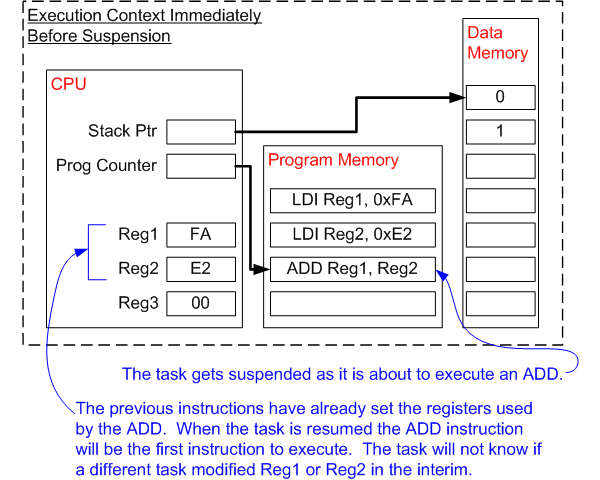 Execution Context Immediately
Before Suspension
Data
Memory
CPU
0
Stack Ptr
1
Prog Counter
Program Memory
LDI Reg1, 0xFA
Reg1 FA
LDI Reg2, 0xE2
Reg2 E2
ADD Reg1, Reg2
Reg3 00
The task gets suspended as it is about to execute an ADD.
The previous instructions have already set the registers used
by the ADD. When the task is resumed the ADD instruction
will be the first instruction to execute. The task will not know if
a different task modified Reg1 or Reg2 in the interim.